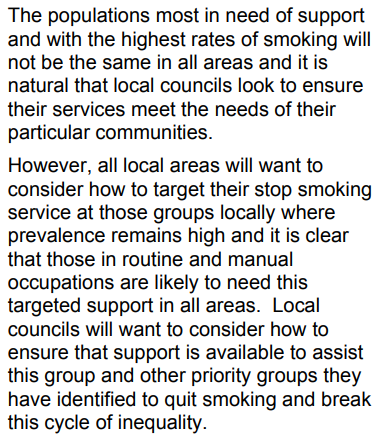 The populations most in need of support
and with the highest rates of smoking will
not be the same in all areas and it is
natural that local councils look to ensure
their services meet the needs of their
particular communities.
However, all local areas will want to
consider how to target their stop smoking
service at those groups locally where
prevalence remains high and it is clear
that those in routine and manual
occupations are likely to need this
targeted support in all areas.  Local
councils will want to consider how to
ensure that support is available to assist
this group and other priority groups they
have identified to quit smoking and break
this cycle of inequality.